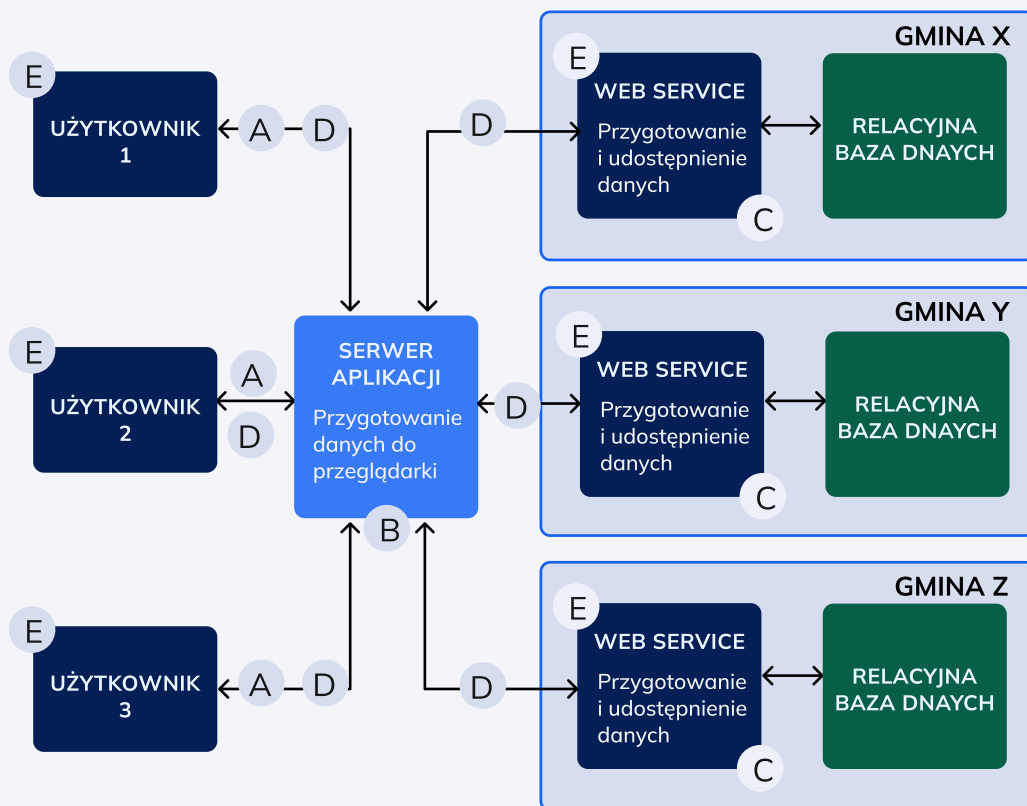 GMINA X
E
UŻYTKOWNIK
1
A
D
D
E
WEB SERVICE
Przygotowanie
i udostępnienie
danych
C
RELACYJNA
BAZA DNAYCH
GMINA Y
E
UŻYTKOWNIK
2
A
D
SERWER
APLIKACJI
Przygotowanie
danych do
przeglądarki
B
D
E
WEB SERVICE
Przygotowanie
i udostępnienie
danych
C
RELACYJNA
BAZA DNAYCH
GMINA Z
E
UŻYTKOWNIK
3
A
D
D
E
WEB SERVICE
Przygotowanie
i udostępnienie
danych
C
RELACYJNA
BAZA DNAYCH